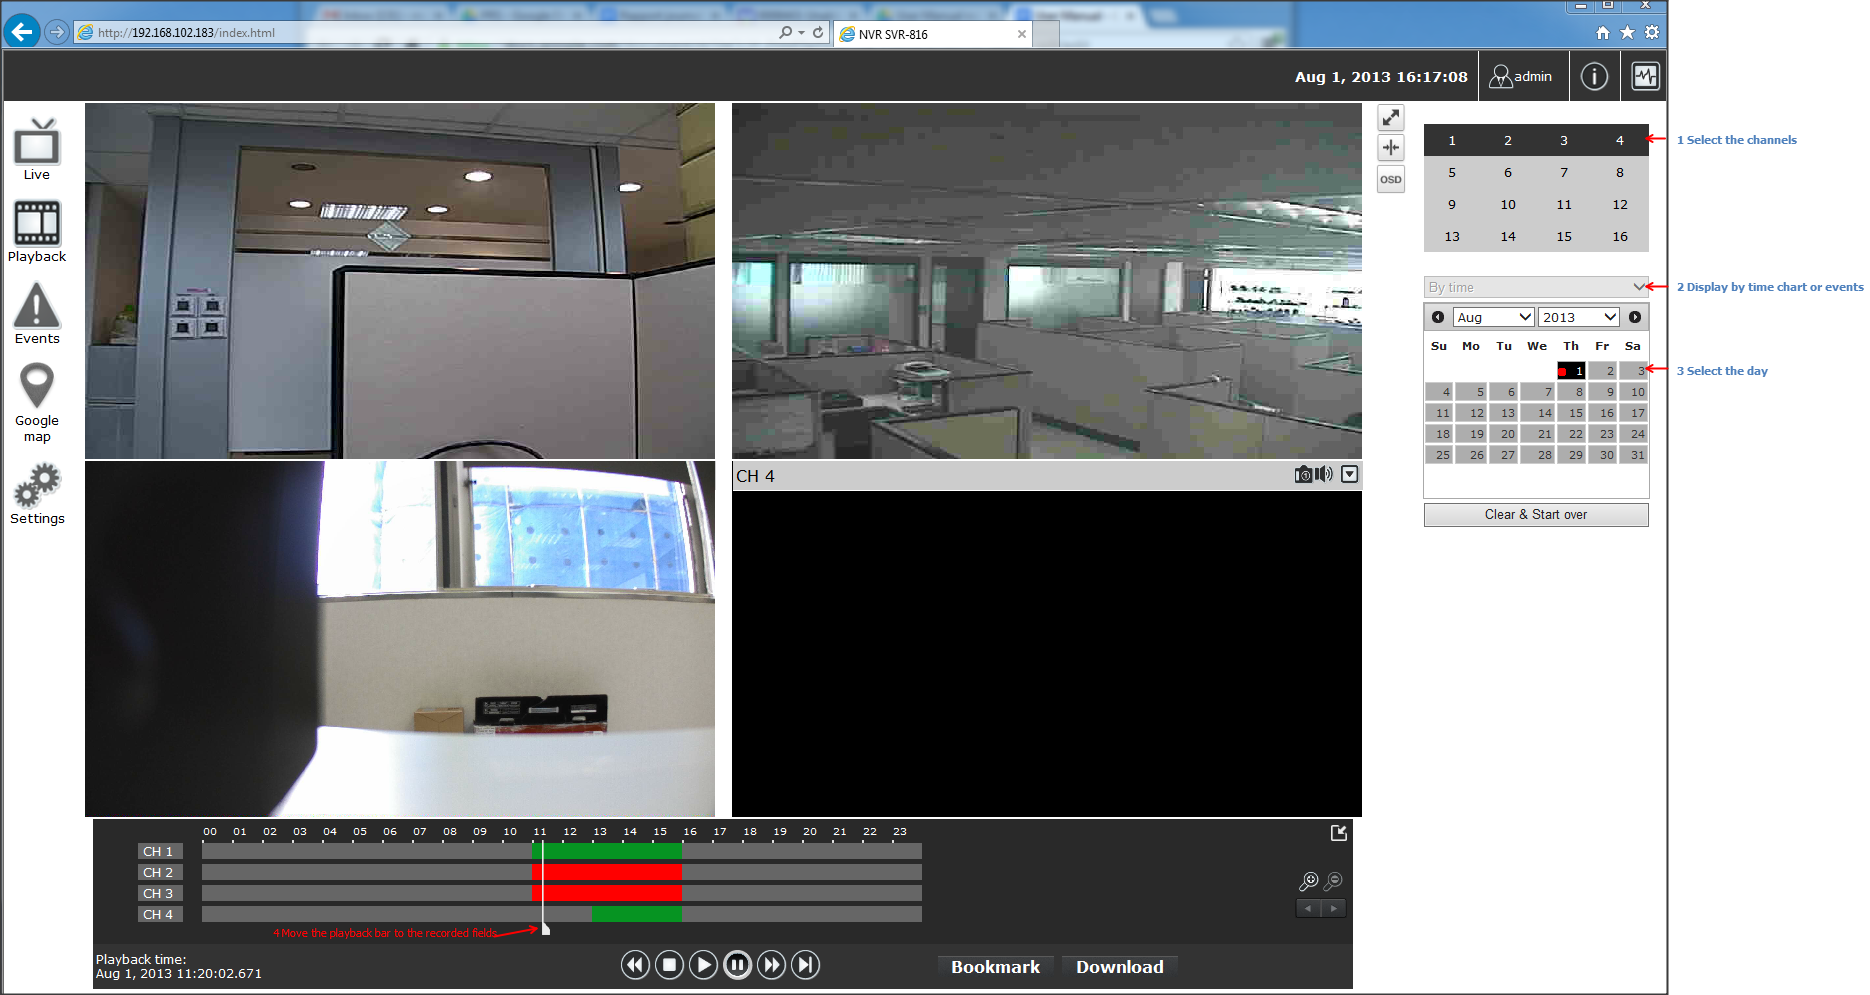 http://192.168.102.183/index.html
NVR SVR-816
Aug 1, 2013 16:17:08
admin
Live
Playback
Events
Google
map
Settings
OSD
1 2 3 4
5 6 7 8
9 10 11 12
13 14 15 16
1 Select the channels
By time
2 Display by time chart or events
Aug 2013
Su Mo Tu We Th Fr Sa
1 2 3
3 Select the day
4 5 6 7 8 9 10
11 12 13 14 15 16 17
18 19 20 21 22 23 24
25 26 27 28 29 30 31
Clear & Start over
CH 4
00 01 02 03 04 05 06 07 08 09 10 11 12 13 14 15 16 17 18 19 20 21 22 23
CH 1
CH 2
CH 3
CH 4
4 Move the playback bar to the recorded fields
Playback time:
Aug 1, 2013 11:20:02.671
Bookmark Download